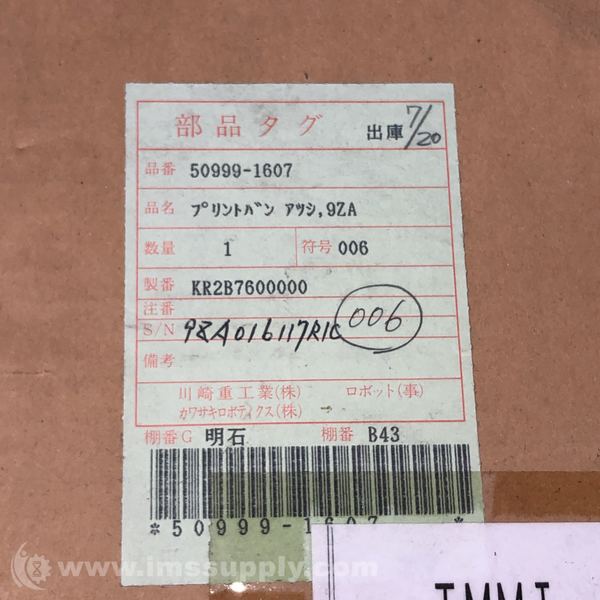 部品タグ 出庫 7/20
品番 50999-1607
品名 プリントバン アツシ,9ZA
数量 1 符号 006
製番 KR2B7600000
注番
S/N 9ZA016117R1C 006
備考
川崎重工業(株) ロボット(事)
カワサキロボティクス(株)
棚番G 明石 棚番 B43
*50999-1607*
www.imssupply.com